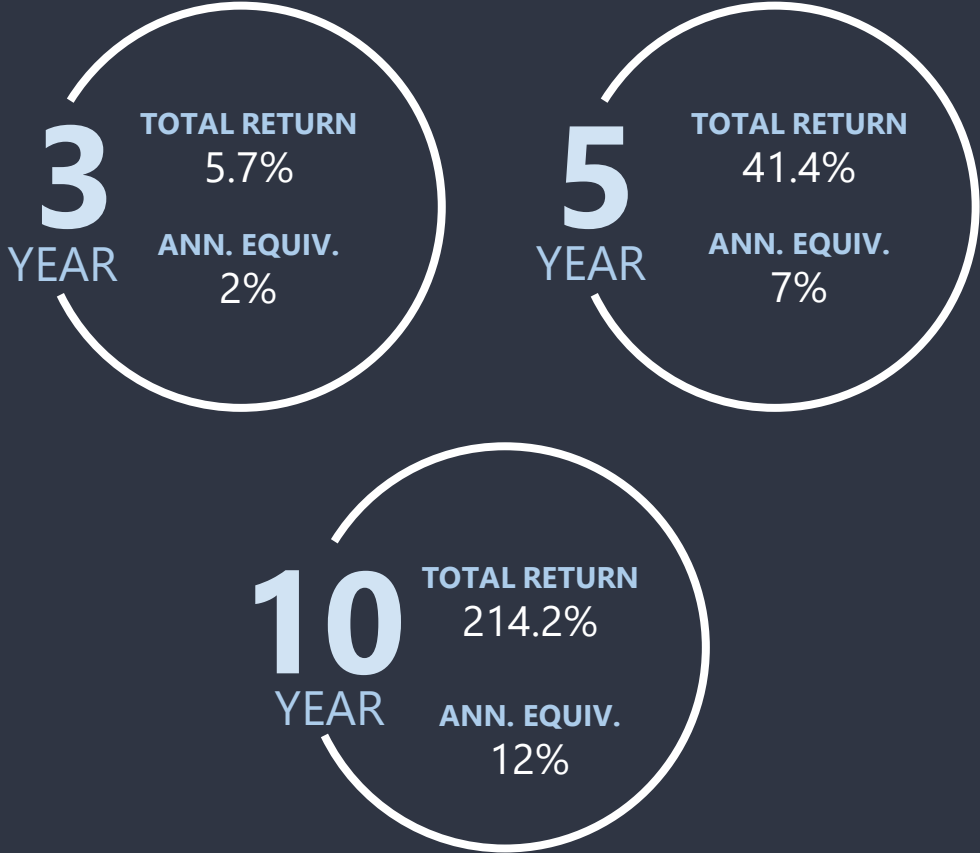 3
YEAR
TOTAL RETURN
5.7%
ANN. EQUIV.
2%
5
YEAR
TOTAL RETURN
41.4%
ANN. EQUIV.
7%
10
YEAR
TOTAL RETURN
214.2%
ANN. EQUIV.
12%